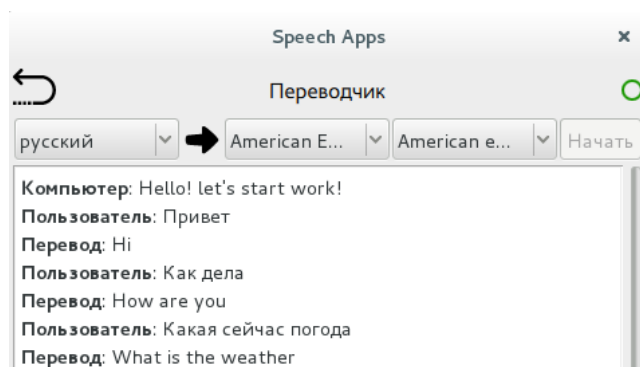 Speech Apps
Переводчик
русский American E... American e... Начать
Компьютер: Hello! let's start work!
Пользователь: Привет
Перевод: Hi
Пользователь: Как дела
Перевод: How are you
Пользователь: Какая сейчас погода
Перевод: What is the weather